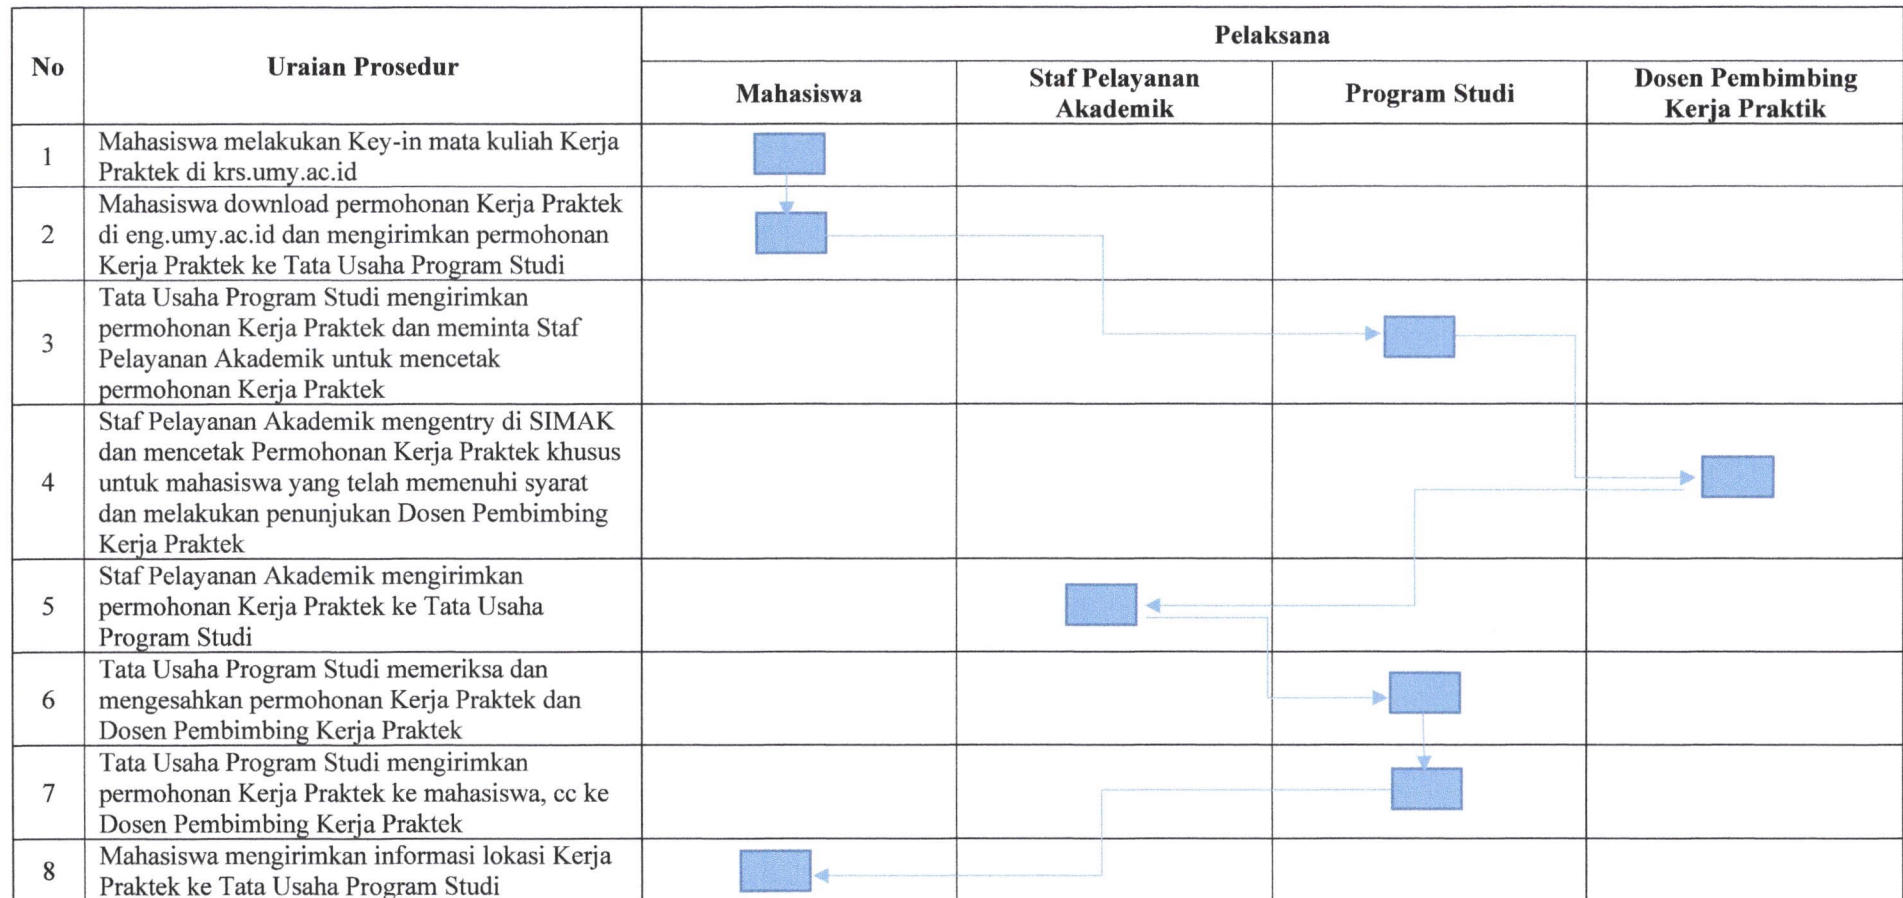 No
Uraian Prosedur
Pelaksana
Mahasiswa
Staf Pelayanan
Akademik
Program Studi
Dosen Pembimbing
Kerja Praktik
1
Mahasiswa melakukan Key-in mata kuliah Kerja
Praktek di krs.umy.ac.id
2
Mahasiswa download permohonan Kerja Praktek
di eng.umy.ac.id dan mengirimkan permohonan
Kerja Praktek ke Tata Usaha Program Studi
3
Tata Usaha Program Studi mengirimkan
permohonan Kerja Praktek dan meminta Staf
Pelayanan Akademik untuk mencetak
permohonan Kerja Praktek
4
Staf Pelayanan Akademik mengentry di SIMAK
dan mencetak Permohonan Kerja Praktek khusus
untuk mahasiswa yang telah memenuhi syarat
dan melakukan penunjukan Dosen Pembimbing
Kerja Praktek
5
Staf Pelayanan Akademik mengirimkan
permohonan Kerja Praktek ke Tata Usaha
Program Studi
6
Tata Usaha Program Studi memeriksa dan
mengesahkan permohonan Kerja Praktek dan
Dosen Pembimbing Kerja Praktek
7
Tata Usaha Program Studi mengirimkan
permohonan Kerja Praktek ke mahasiswa, cc ke
Dosen Pembimbing Kerja Praktek
8
Mahasiswa mengirimkan informasi lokasi Kerja
Praktek ke Tata Usaha Program Studi